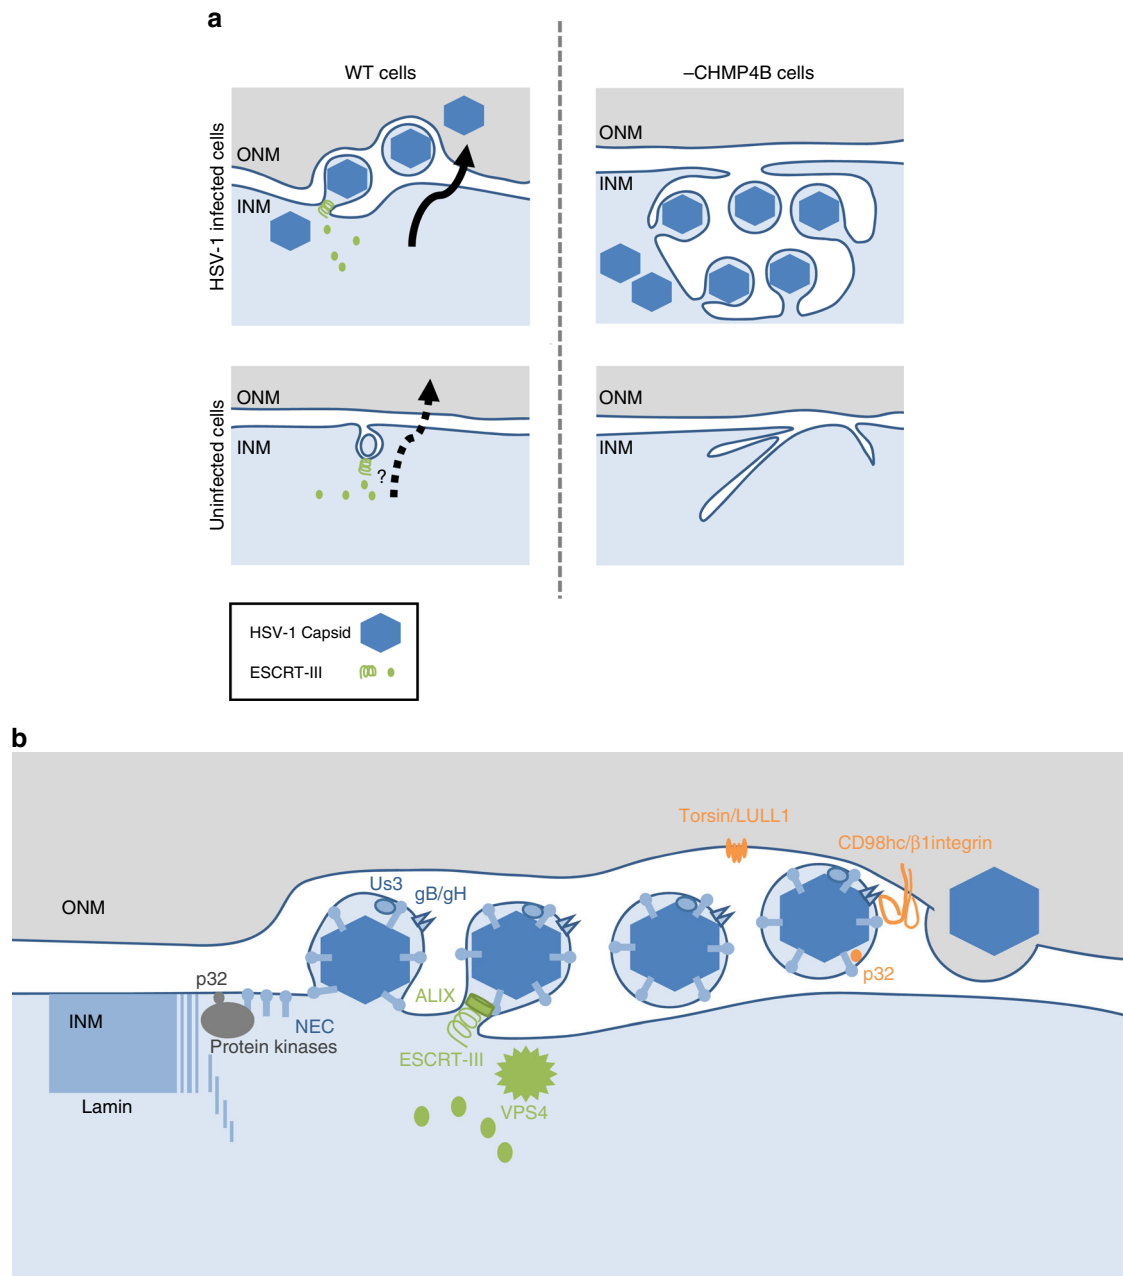 a
WT cells
–CHMP4B cells
HSV-1 infected cells
ONM
INM
ONM
INM
Uninfected cells
ONM
INM
?
ONM
INM
HSV-1 Capsid
ESCRT-III
b
Torsin/LULL1
CD98hc/β1integrin
Us3
gB/gH
ONM
p32
p32
ALIX
INM
NEC
Protein kinases
ESCRT-III
Lamin
VPS4